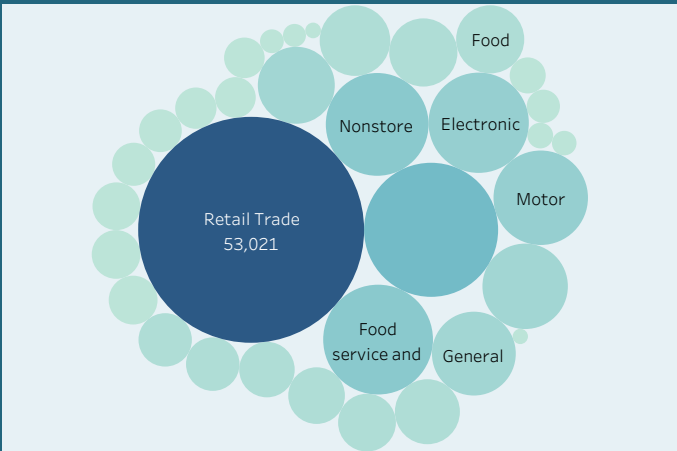 Food
Nonstore
Electronic
Motor
Retail Trade
53,021
Food
service and
General